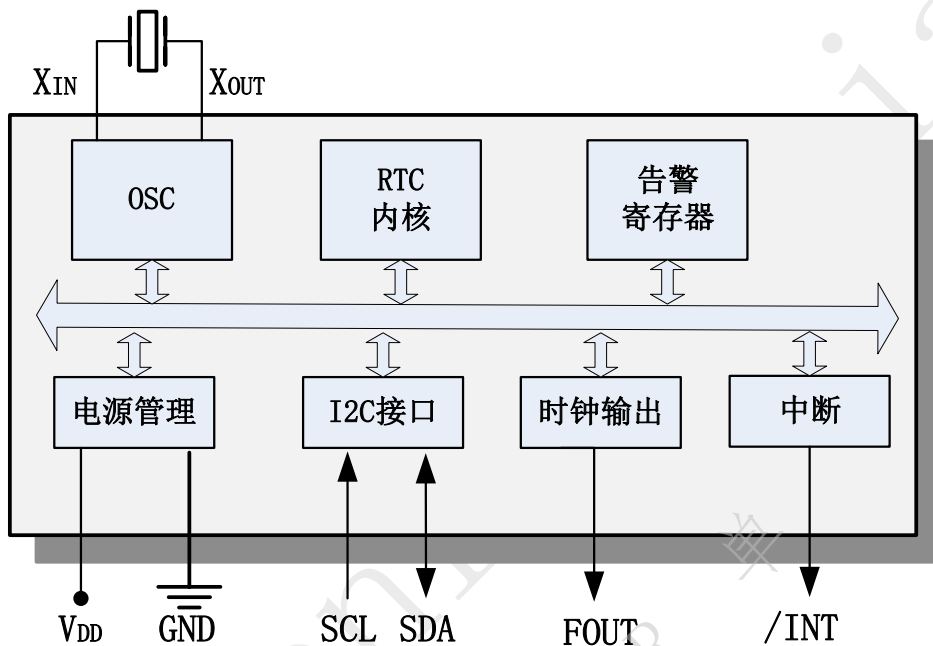 XIN XOUT
OSC
RTC
内核
告警
寄存器
电源管理
I2C接口
时钟输出
中断
VDD
GND
SCL
SDA
FOUT
/INT